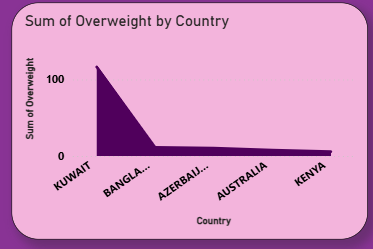 Sum of Overweight by Country
Sum of Overweight
100
0
KUWAIT
BANGLA...
AZERBAIJ...
AUSTRALIA
KENYA
Country